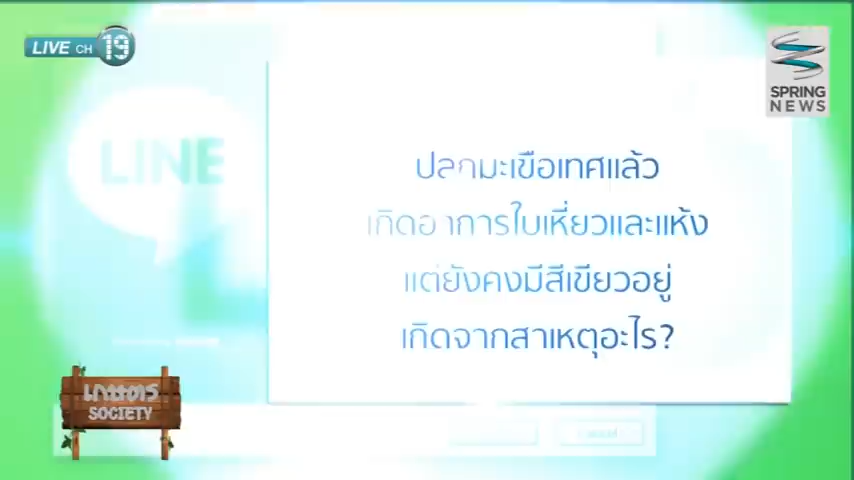 LIVE CH 19
SPRING
NEWS
LINE
ปลูกมะเขือเทศแล้ว
เกิดอาการใบเหี่ยวและแห้ง
แต่ยังคงมีสีเขียวอยู่
เกิดจากสาเหตุอะไร?
เกษตร
SOCIETY
Cancel